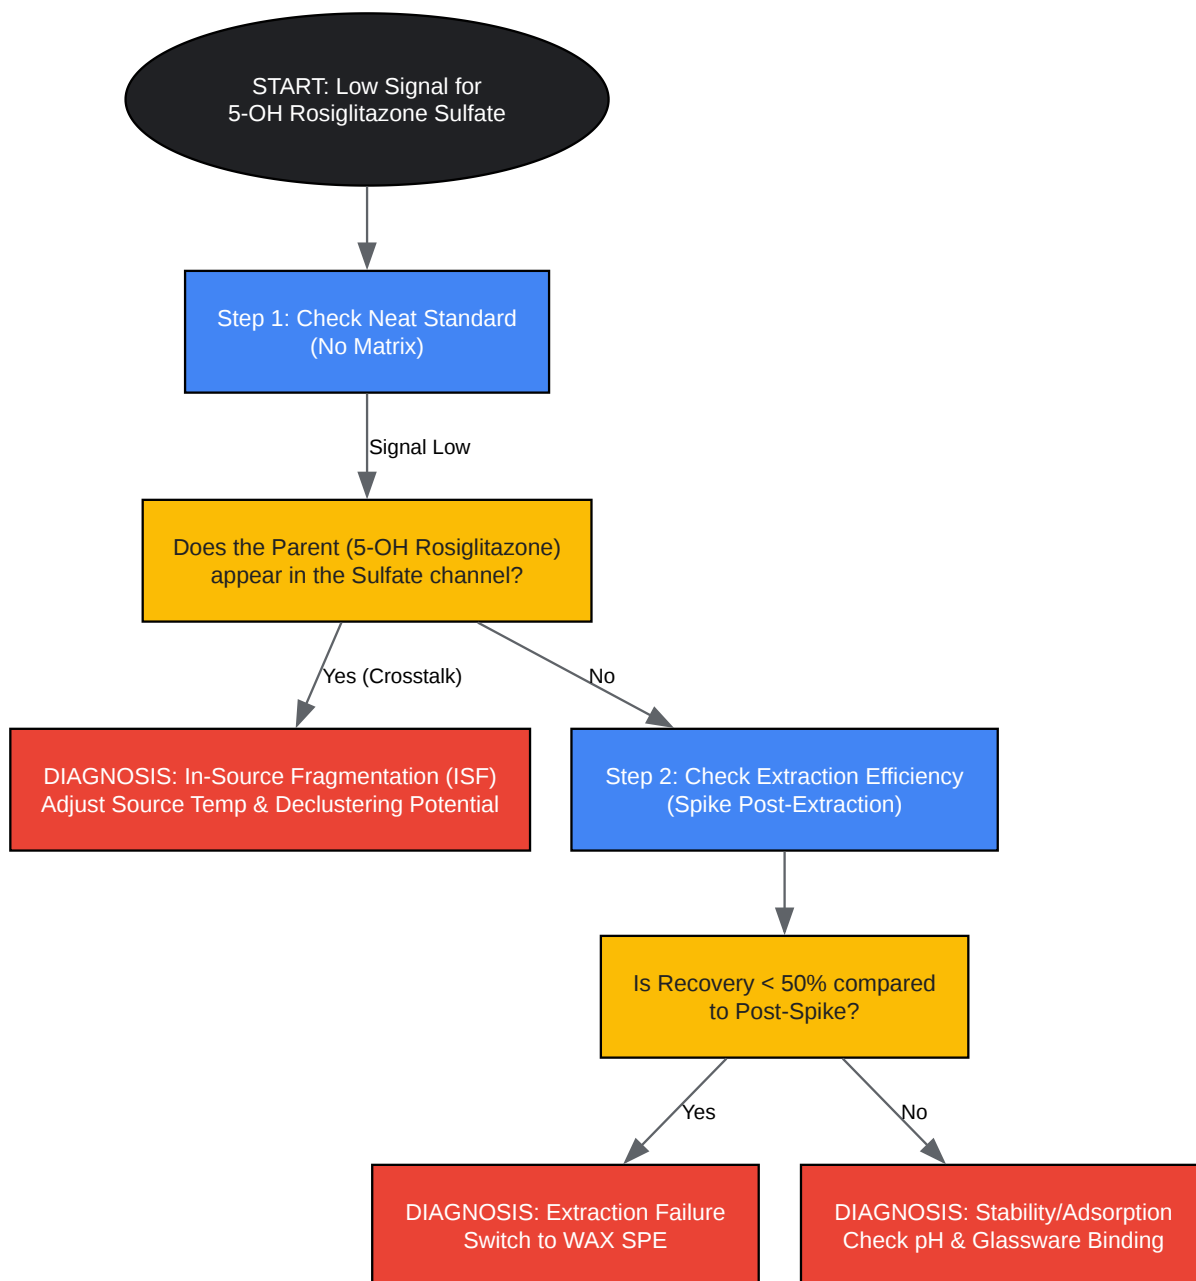 START: Low Signal for
5-OH Rosiglitazone Sulfate
Step 1: Check Neat Standard
(No Matrix)
Signal Low
Does the Parent (5-OH Rosiglitazone)
appear in the Sulfate channel?
Yes (Crosstalk)
No
DIAGNOSIS: In-Source Fragmentation (ISF)
Adjust Source Temp & Declustering Potential
Step 2: Check Extraction Efficiency
(Spike Post-Extraction)
Is Recovery < 50% compared
to Post-Spike?
Yes
No
DIAGNOSIS: Extraction Failure
Switch to WAX SPE
DIAGNOSIS: Stability/Adsorption
Check pH & Glassware Binding